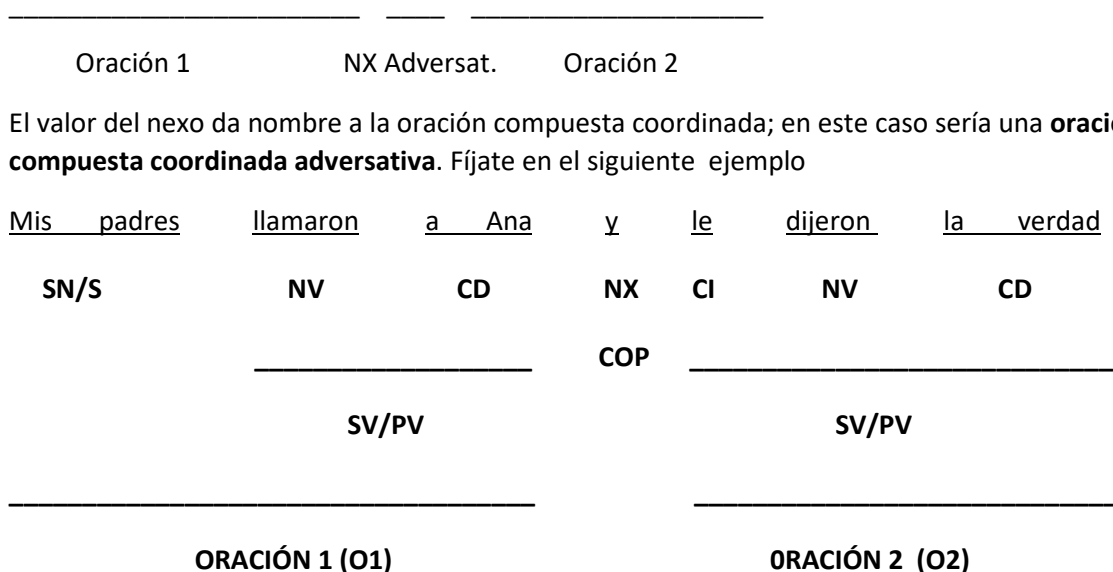 Oración 1 NX Adversat. Oración 2
El valor del nexo da nombre a la oración compuesta coordinada; en este caso sería una
compuesta coordinada adversativa. Fíjate en el siguiente ejemplo
Mis padres llamaron a Ana y le dijeron la verdad
SN/S NV CD NX CI NV CD
COP
SV/PV SV/PV
ORACIÓN 1 (O1) 0RACIÓN 2 (O2)